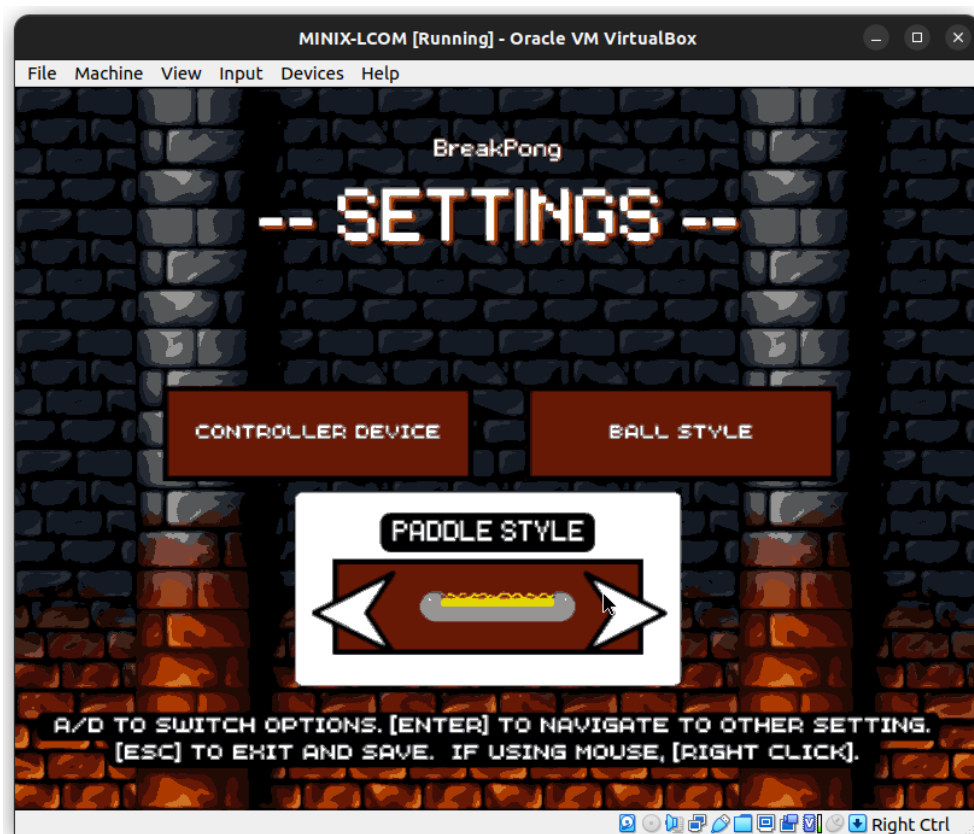 MINIX-LCOM [Running] - Oracle VM VirtualBox
File Machine View Input Devices Help
BreakPong
-- SETTINGS --
CONTROLLER DEVICE
BALL STYLE
PADDLE STYLE
A/D TO SWITCH OPTIONS. [ENTER] TO NAVIGATE TO OTHER SETTING.
[ESC] TO EXIT AND SAVE. IF USING MOUSE, [RIGHT CLICK].
Right Ctrl